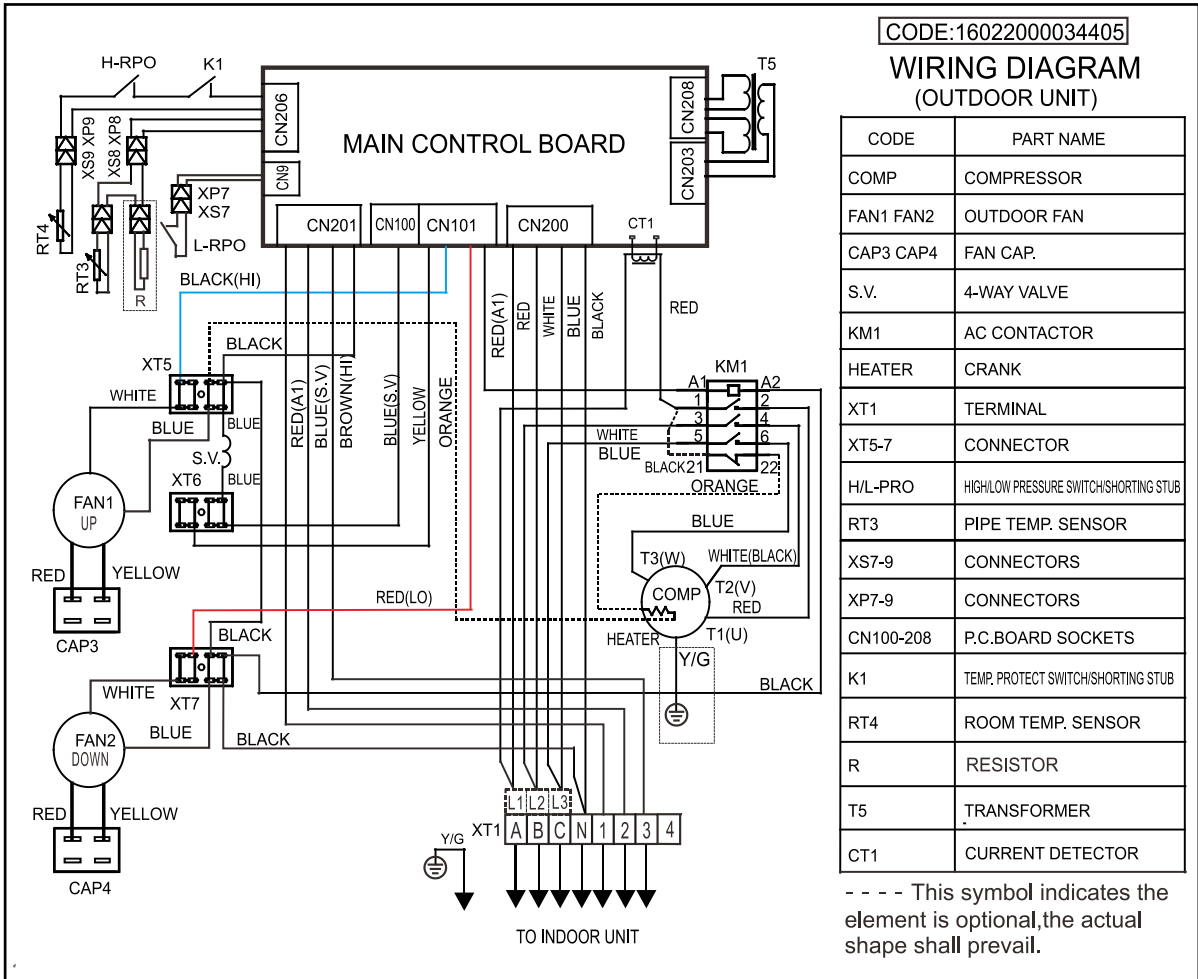 CODE:16022000034405
WIRING DIAGRAM
(OUTDOOR UNIT)
CODE PART NAME
COMP COMPRESSOR
FAN1 FAN2 OUTDOOR FAN
CAP3 CAP4 FAN CAP.
S.V. 4-WAY VALVE
KM1 AC CONTACTOR
HEATER CRANK
XT1 TERMINAL
XT5-7 CONNECTOR
H/L-PRO HIGH/LOW PRESSURE SWITCH/SHORTING STUB
RT3 PIPE TEMP. SENSOR
XS7-9 CONNECTORS
XP7-9 CONNECTORS
CN100-208 P.C.BOARD SOCKETS
K1 TEMP. PROTECT SWITCH/SHORTING STUB
RT4 ROOM TEMP. SENSOR
R RESISTOR
T5 TRANSFORMER
CT1 CURRENT DETECTOR
- - - - This symbol indicates the
element is optional,the actual
shape shall prevail.
H-RPO
K1
CN206
MAIN CONTROL BOARD
CN208
T5
CN203
XS9 XP9
XS8 XP8
CN9
XP7
XS7
L-RPO
RT4
RT3
R
CN201
CN100
CN101
CN200
CT1
BLACK(HI)
RED(A1)
RED
WHITE
BLUE
BLACK
RED
BLACK
XT5
WHITE
BLUE
BLUE
S.V.
BLUE
XT6
RED(A1)
BLUE(S.V)
BROWN(HI)
BLUE(S.V)
YELLOW
ORANGE
KM1
A1 A2
1 2
3 4
5 6
21 22
WHITE
BLUE
BLACK
ORANGE
FAN1
UP
RED
YELLOW
CAP3
BLUE
T3(W)
WHITE(BLACK)
COMP
T2(V)
RED
HEATER
T1(U)
Y/G
RED(LO)
BLACK
WHITE
XT7
BLACK
BLUE
BLACK
FAN2
DOWN
RED
YELLOW
CAP4
L1 L2 L3
XT1 A B C N 1 2 3 4
Y/G
TO INDOOR UNIT